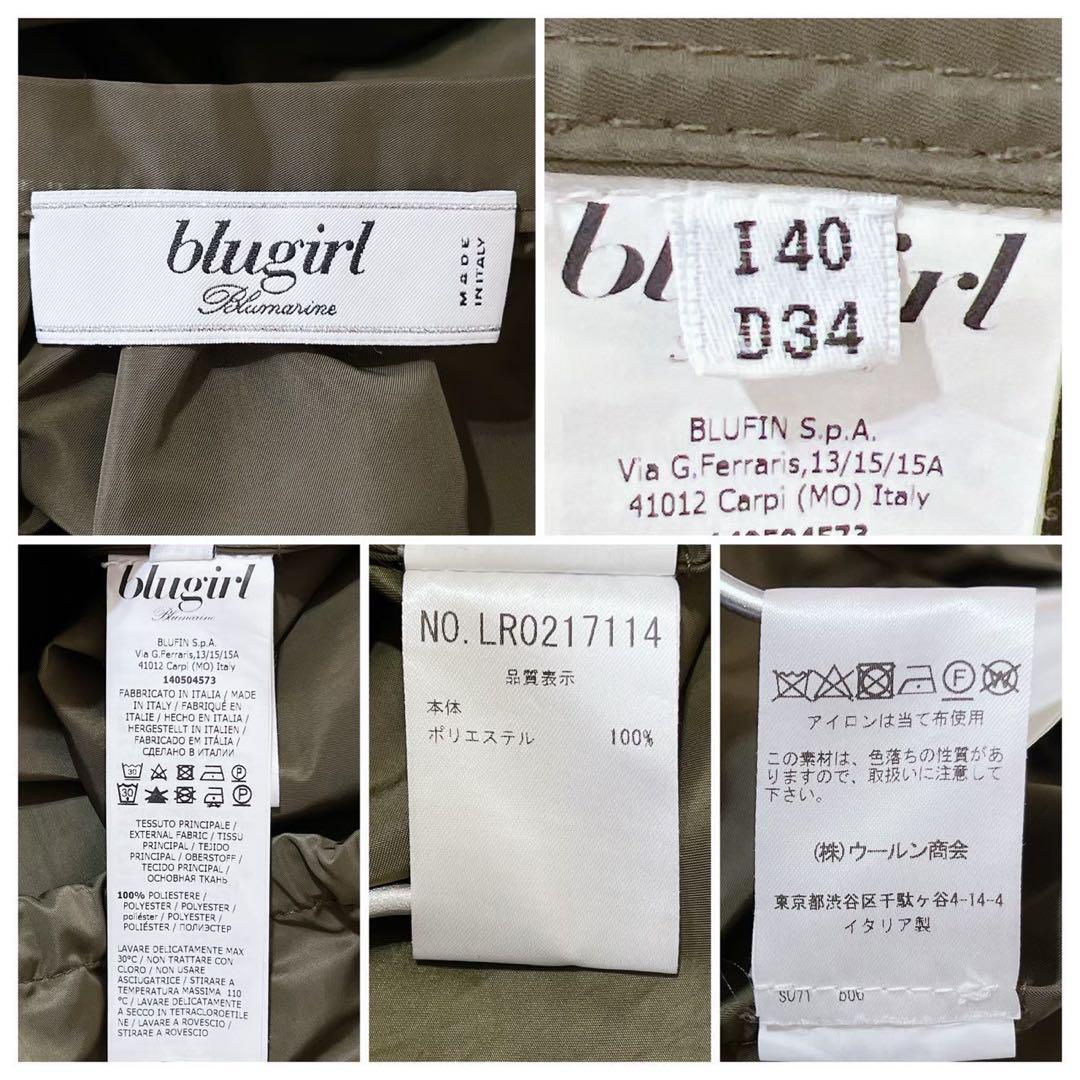 blugirl
Blumarine
MADE
IN ITALY
I 40
D34
BLUFIN S.p.A.
Via G.Ferraris,13/15/15A
41012 Carpi (MO) Italy
140504573
blugirl
Blumarine
BLUFIN S.p.A.
Via G.Ferraris,13/15/15A
41012 Carpi (MO) Italy
140504573
FABBRICATO IN ITALIA / MADE
IN ITALY / FABRIQUÉ EN
ITALIE / HECHO EN ITALIA /
HERGESTELLT IN ITALIEN /
FABRICADO EM ITÁLIA /
СДЕЛАНО В ИТАЛИИ
TESSUTO PRINCIPALE /
EXTERNAL FABRIC / TISSU
PRINCIPAL / TEJIDO
PRINCIPAL / OBERSTOFF /
TECIDO PRINCIPAL /
ОСНОВНАЯ ТКАНЬ
100% POLIESTERE /
POLYESTER / POLYESTER /
poliéster / POLYESTER /
POLIÉSTER / ПОЛИЭСТЕР
LAVARE DELICATAMENTE MAX
30°C / NON TRATTARE CON
CLORO / NON USARE
ASCIUGATRICE / STIRARE A
TEMPERATURA MASSIMA 110
°C / LAVARE DELICATAMENTE
A SECCO IN TETRACLOROETILE
NE / LAVARE A ROVESCIO /
STIRARE A ROVESCIO
NO.LR0217114
品質表示
本体
ポリエステル 100%
アイロンは当て布使用
この素材は、色落ちの性質があ
りますので、取扱いに注意して
下さい。
(株)ウールン商会
東京都渋谷区千駄ヶ谷4-14-4
イタリア製